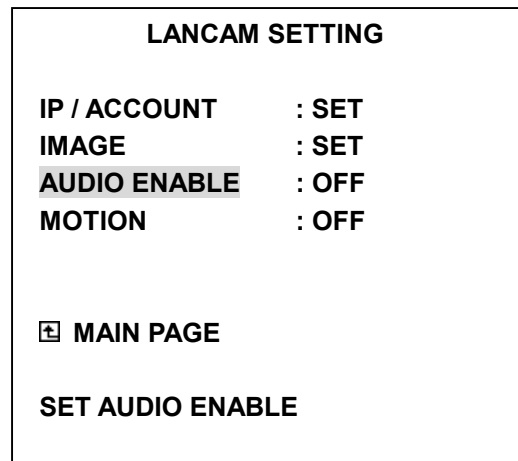 LANCAM SETTING
IP / ACCOUNT : SET
IMAGE : SET
AUDIO ENABLE : OFF
MOTION : OFF
MAIN PAGE
SET AUDIO ENABLE